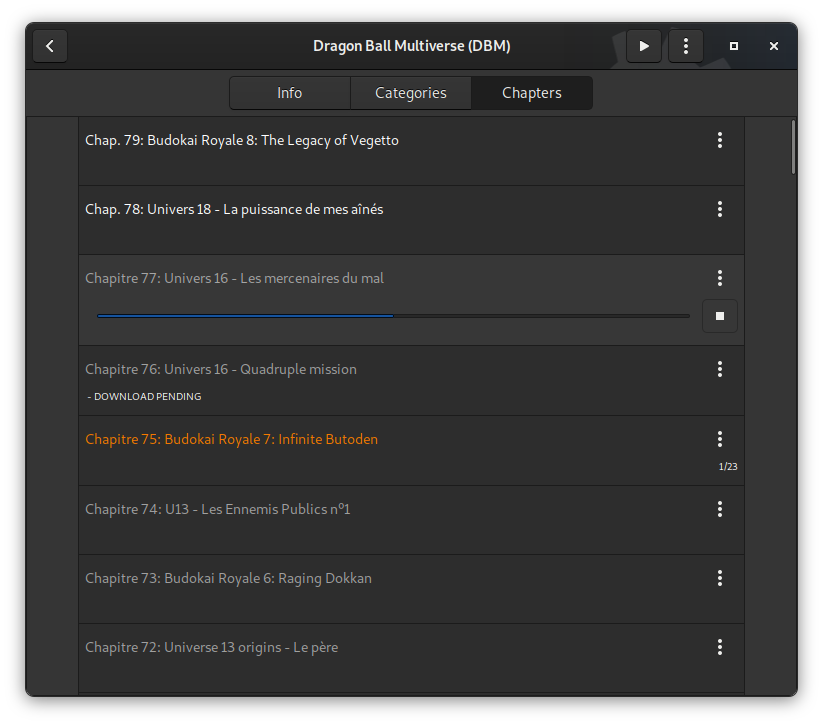 Dragon Ball Multiverse (DBM)
Info
Categories
Chapters
Chap. 79: Budokai Royale 8: The Legacy of Vegetto
Chap. 78: Univers 18 - La puissance de mes aînés
Chapitre 77: Univers 16 - Les mercenaires du mal
Chapitre 76: Univers 16 - Quadruple mission
- DOWNLOAD PENDING
Chapitre 75: Budokai Royale 7: Infinite Butoden
1/23
Chapitre 74: U13 - Les Ennemis Publics nº1
Chapitre 73: Budokai Royale 6: Raging Dokkan
Chapitre 72: Universe 13 origins - Le père